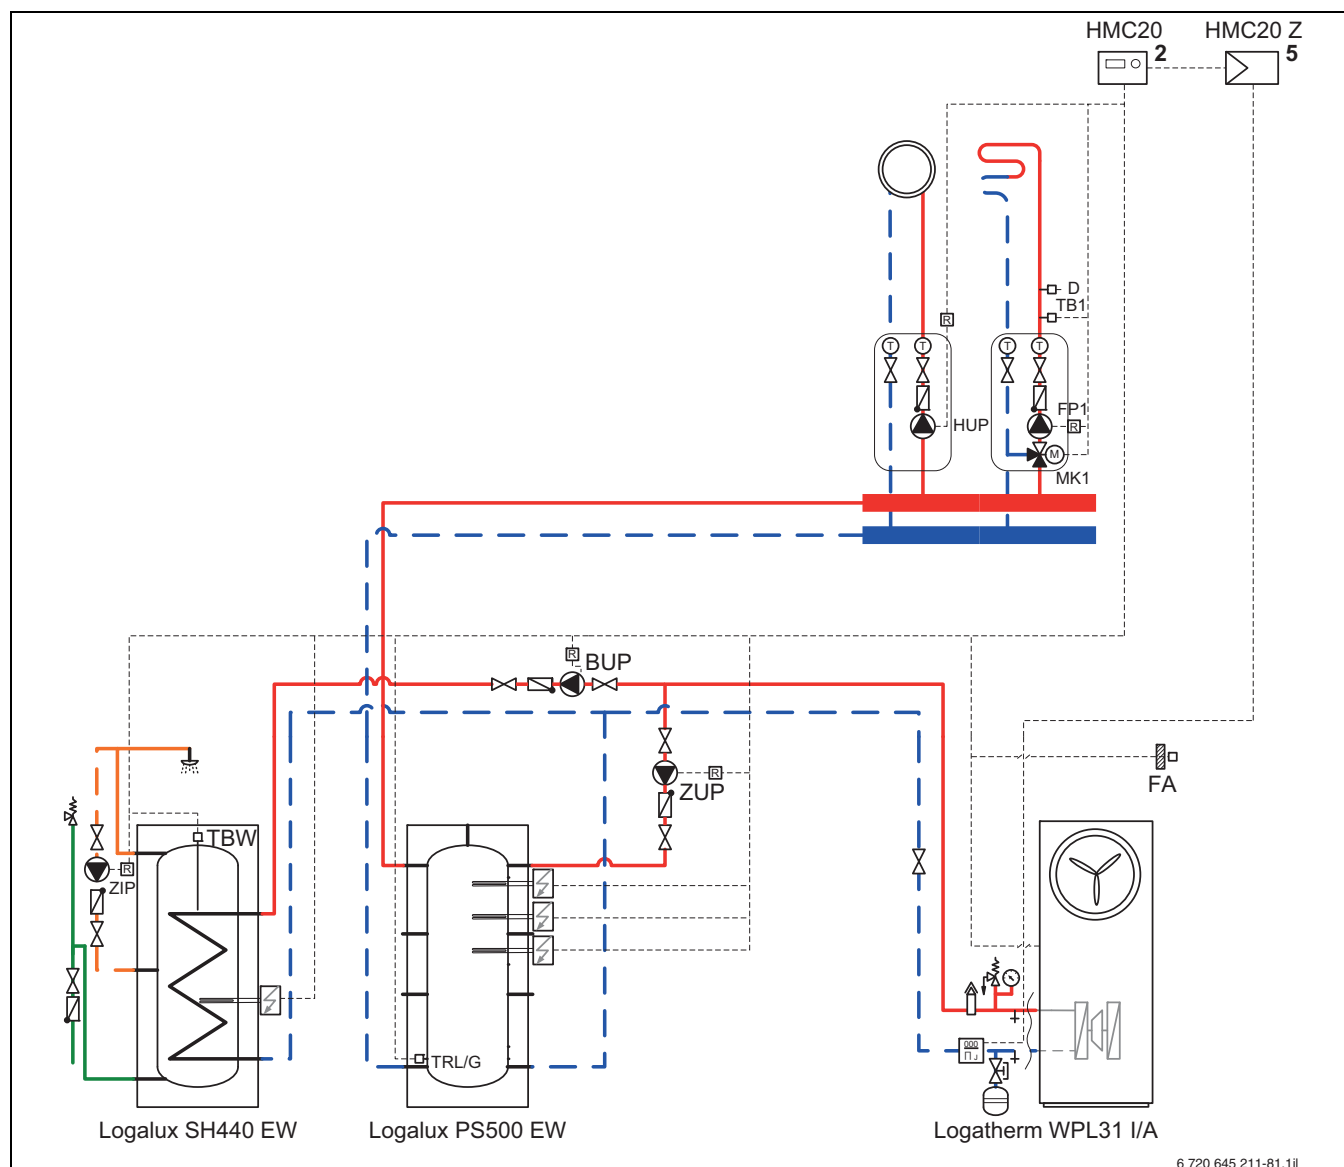 HMC20
2
HMC20 Z
5
D
TB1
R
T
T
T
T
HUP
FP1
R
M
MK1
R
BUP
R
ZUP
FA
TBW
R
ZIP
TRL/G
000
Logalux SH440 EW
Logalux PS500 EW
Logatherm WPL31 I/A
6 720 645 211-81.1il